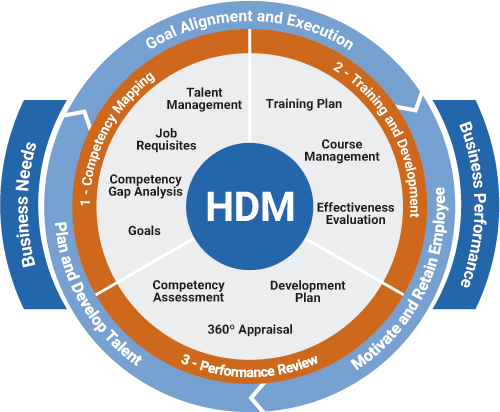 Goal Alignment and Execution
Business Needs
Business Performance
Plan and Develop Talent
Motivate and Retain Employee
1 - Competency Mapping
2 - Training and Development
3 - Performance Review
Talent
Management
Job
Requisites
Competency
Gap Analysis
Goals
Training Plan
Course
Management
Effectiveness
Evaluation
Competency
Assessment
Development
Plan
360º Appraisal
HDM